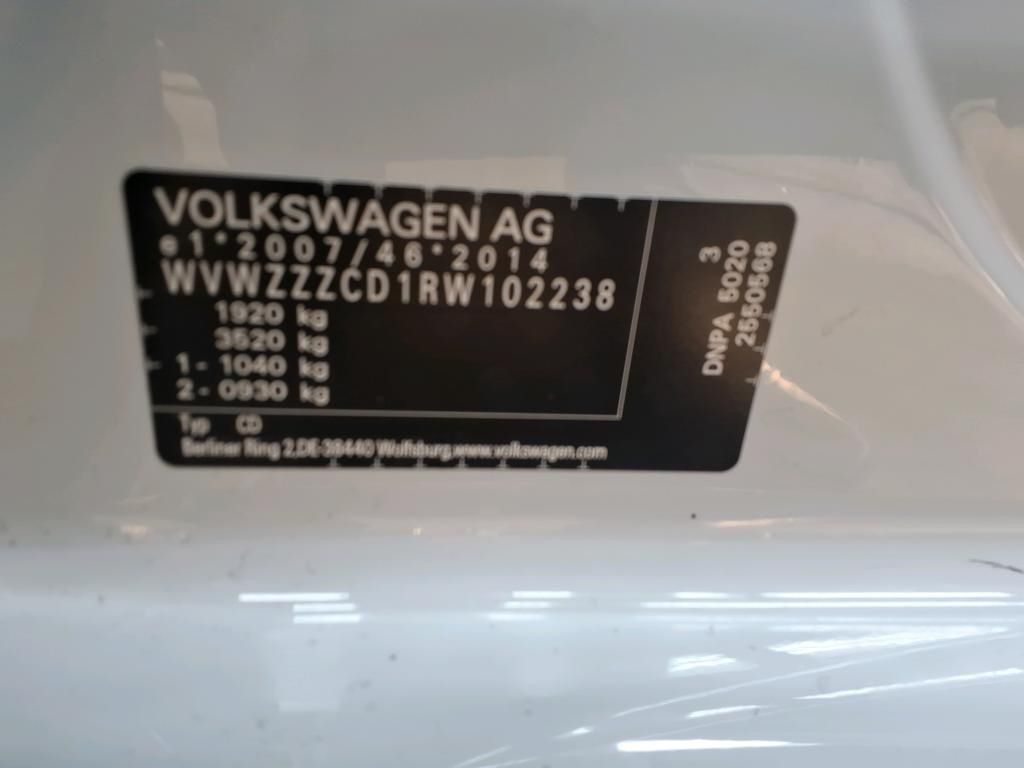 VOLKSWAGEN AG
e1*2007/46*2014
WVWZZZCD1RW102238
1920 kg
3520 kg
1- 1040 kg
2- 0930 kg
Typ CD
Berliner Ring 2,DE-38440 Wolfsburg,www.volkswagen.com
3
DNPA 5020
2550568